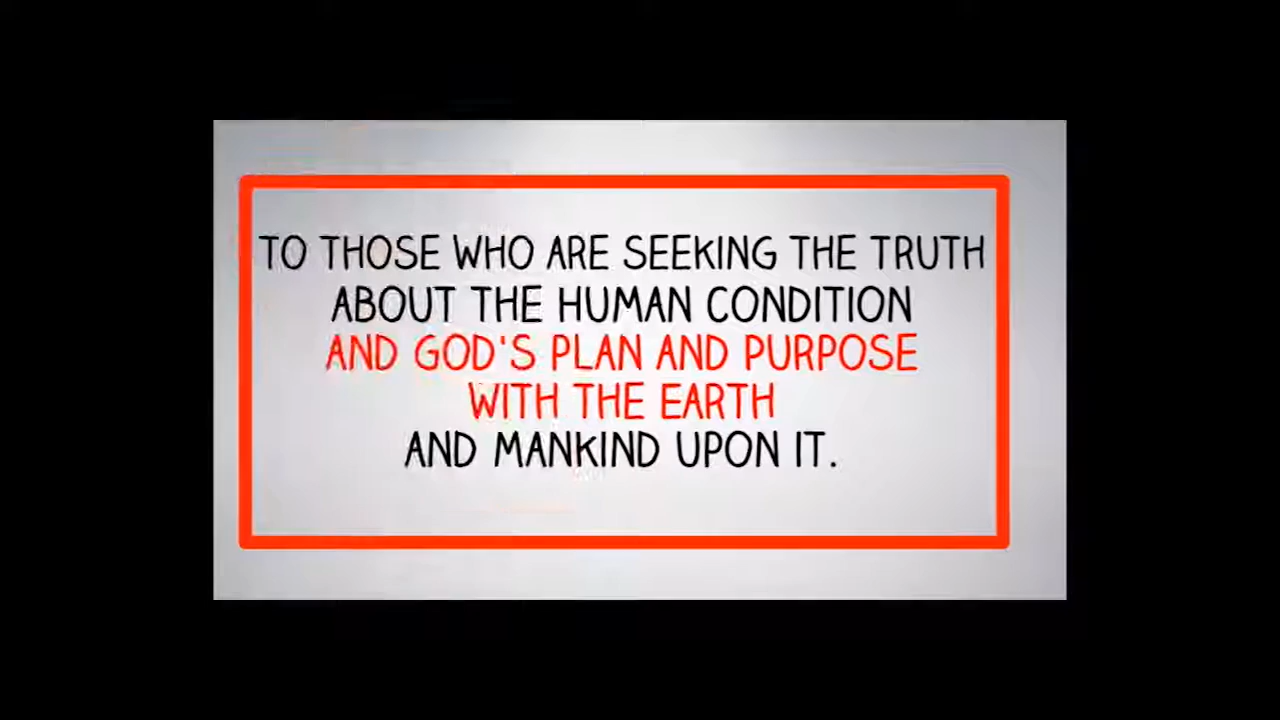 TO THOSE WHO ARE SEEKING THE TRUTH
ABOUT THE HUMAN CONDITION
AND GOD'S PLAN AND PURPOSE
WITH THE EARTH
AND MANKIND UPON IT.